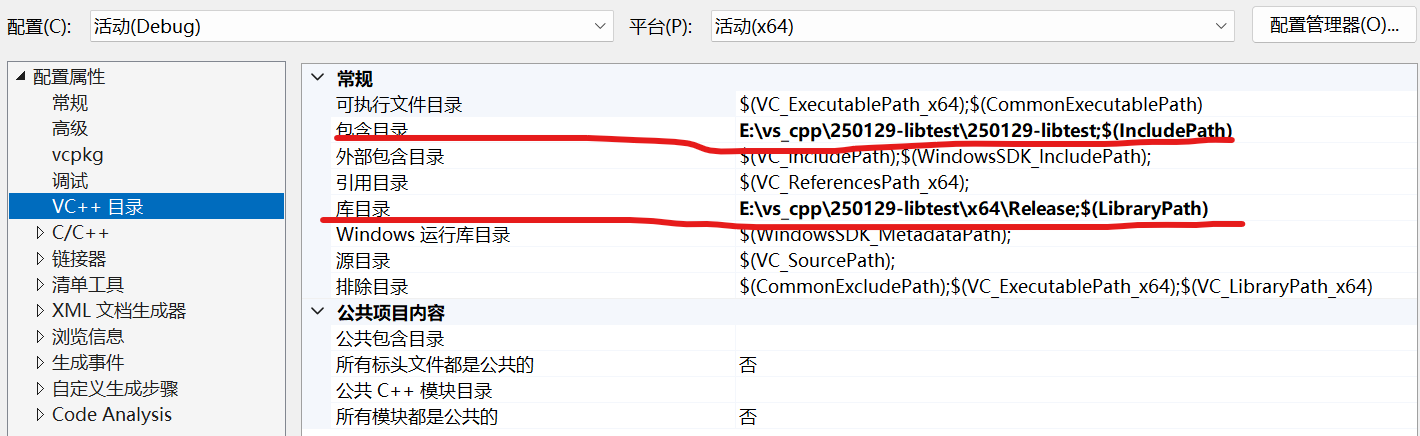 配置(C): 活动(Debug) 平台(P): 活动(x64) 配置管理器(O)...
配置属性
常规
高级
vcpkg
调试
VC++ 目录
C/C++
链接器
清单工具
XML 文档生成器
浏览信息
生成事件
自定义生成步骤
Code Analysis
常规
可执行文件目录 $(VC_ExecutablePath_x64);$(CommonExecutablePath)
包含目录 E:\vs_cpp\250129-libtest\250129-libtest;$(IncludePath)
外部包含目录 $(VC_IncludePath);$(WindowsSDK_IncludePath);
引用目录 $(VC_ReferencesPath_x64);
库目录 E:\vs_cpp\250129-libtest\x64\Release;$(LibraryPath)
Windows 运行库目录 $(WindowsSDK_MetadataPath);
源目录 $(VC_SourcePath);
排除目录 $(CommonExcludePath);$(VC_ExecutablePath_x64);$(VC_LibraryPath_x64)
公共项目内容
公共包含目录
所有标头文件都是公共的 否
公共 C++ 模块目录
所有模块都是公共的 否